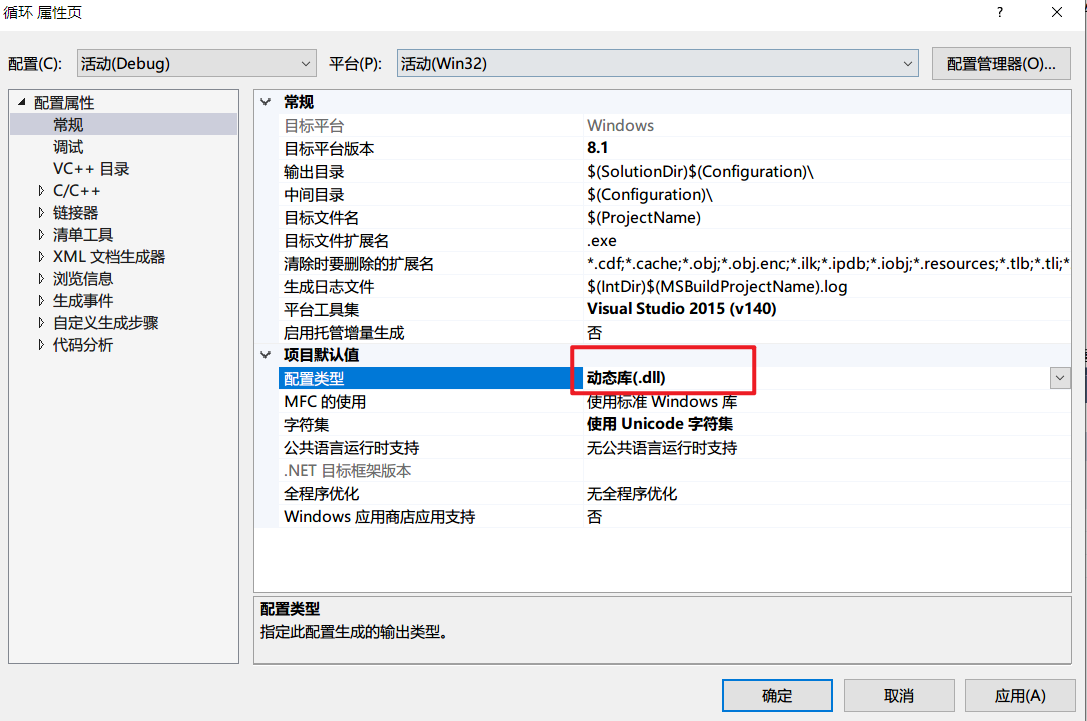 循环 属性页
?
配置(C): 活动(Debug) 平台(P): 活动(Win32) 配置管理器(O)...
配置属性
常规
调试
VC++ 目录
C/C++
链接器
清单工具
XML 文档生成器
浏览信息
生成事件
自定义生成步骤
代码分析
常规
目标平台 Windows
目标平台版本 8.1
输出目录 $(SolutionDir)$(Configuration)\
中间目录 $(Configuration)\
目标文件名 $(ProjectName)
目标文件扩展名 .exe
清除时要删除的扩展名 *.cdf;*.cache;*.obj;*.obj.enc;*.ilk;*.ipdb;*.iobj;*.resources;*.tlb;*.tli;*
生成日志文件 $(IntDir)$(MSBuildProjectName).log
平台工具集 Visual Studio 2015 (v140)
启用托管增量生成 否
项目默认值
配置类型 动态库(.dll)
MFC 的使用 使用标准 Windows 库
字符集 使用 Unicode 字符集
公共语言运行时支持 无公共语言运行时支持
.NET 目标框架版本
全程序优化 无全程序优化
Windows 应用商店应用支持 否
配置类型
指定此配置生成的输出类型。
确定 取消 应用(A)